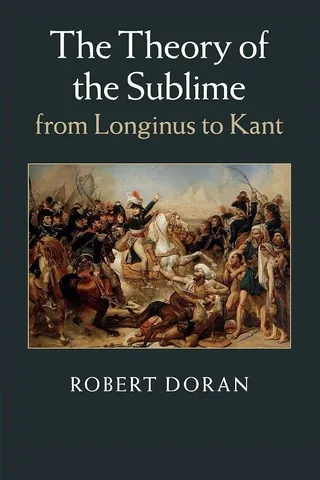 The Theory of
the Sublime
from Longinus to Kant
ROBERT DORAN